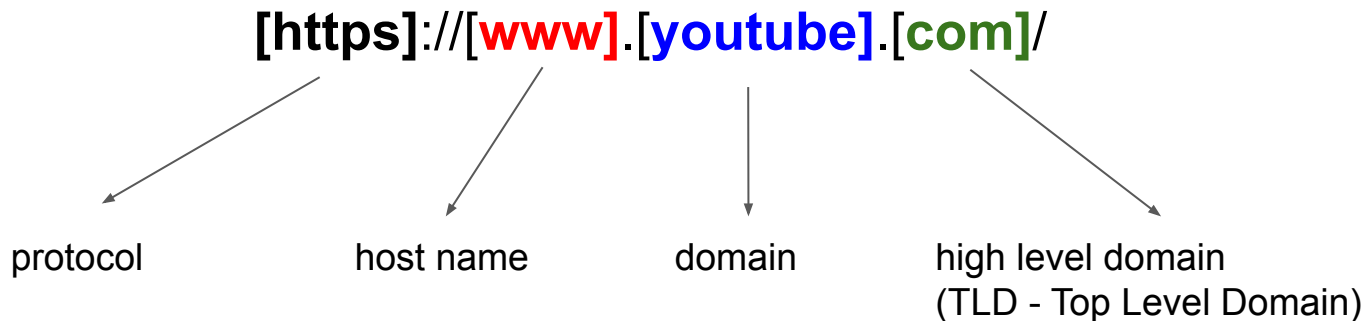 [https]://[www].[youtube].[com]/
protocol
host name
domain
high level domain
(TLD - Top Level Domain)